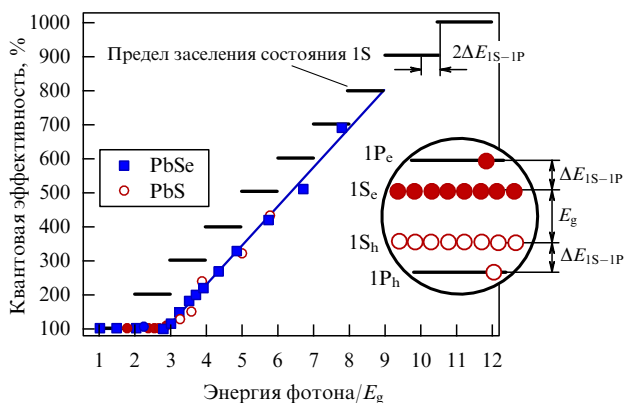 Квантовая эффективность, %
1000
900
800
700
600
500
400
300
200
100
Предел заселения состояния 1S
2ΔE1S–1P
PbSe
PbS
1Pe
1Se
1Sh
1Ph
ΔE1S–1P
Eg
ΔE1S–1P
1 2 3 4 5 6 7 8 9 10 11 12
Энергия фотона/Eg